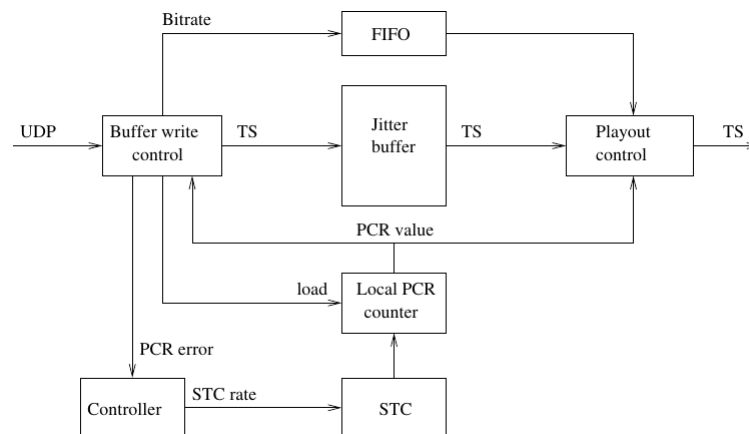 Bitrate
FIFO
UDP
Buffer write
control
TS
Jitter
buffer
TS
Playout
control
TS
PCR value
load
Local PCR
counter
PCR error
STC rate
Controller
STC